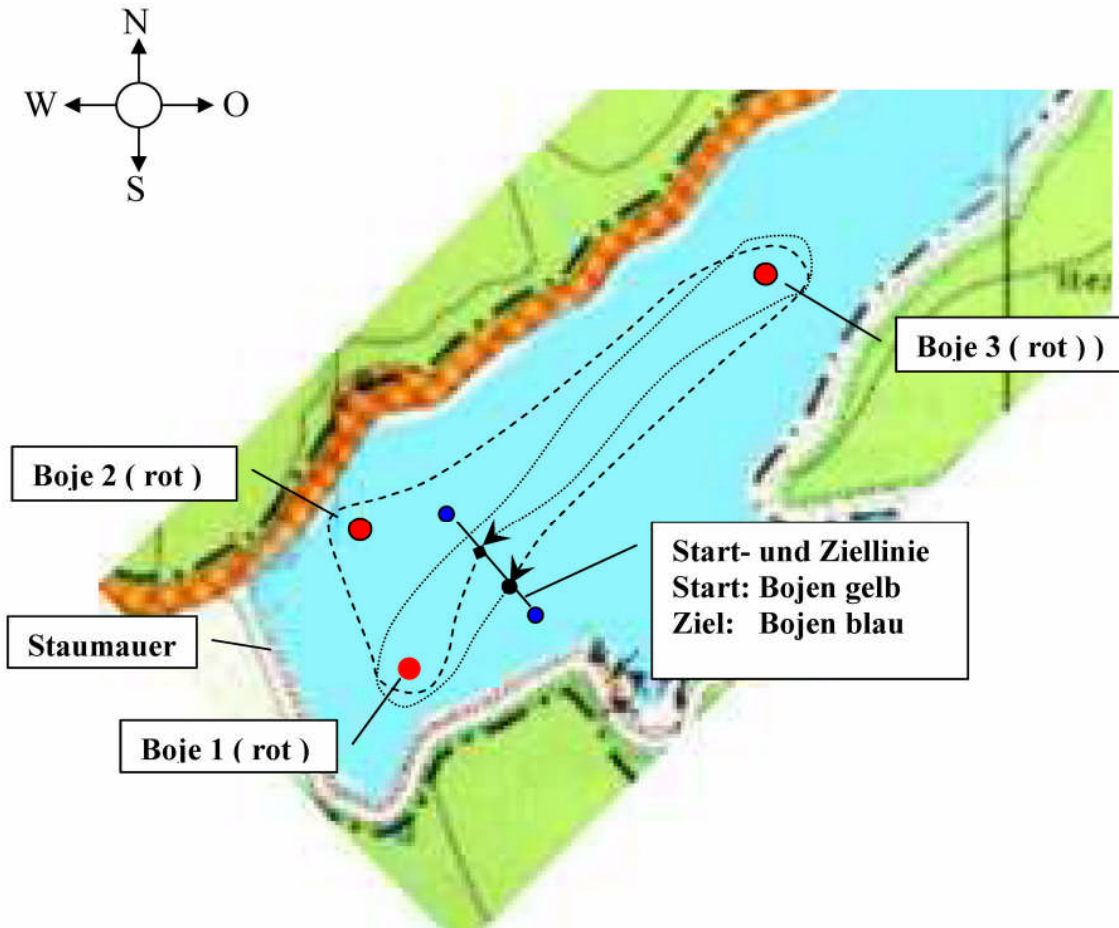 N
W O
S
Boje 3 ( rot ) )
Boje 2 ( rot )
Start- und Ziellinie
Start: Bojen gelb
Ziel: Bojen blau
Staumauer
Boje 1 ( rot )